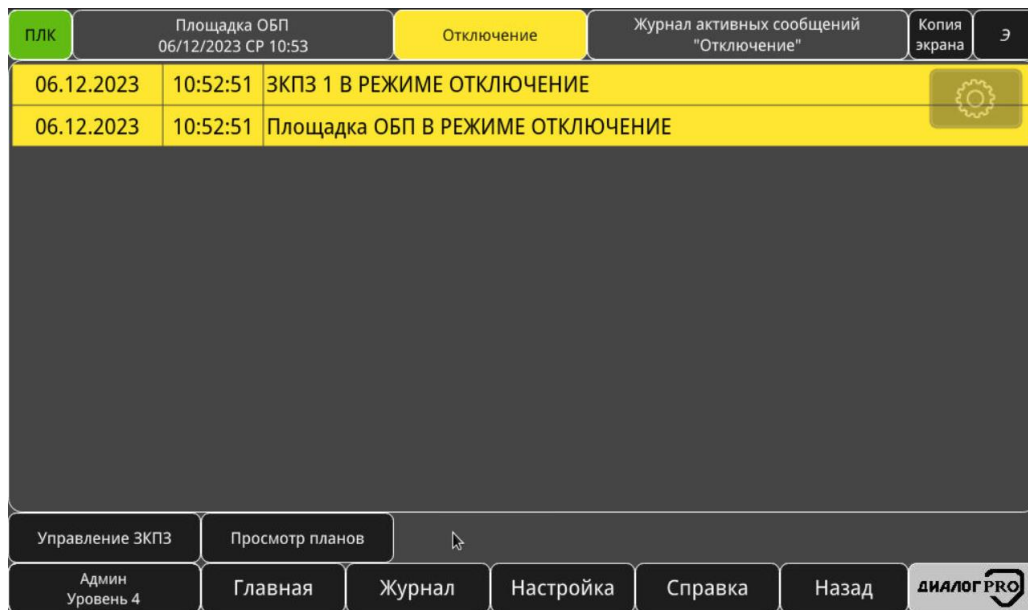 ПЛК
Площадка ОБП
06/12/2023 СР 10:53
Отключение
Журнал активных сообщений
"Отключение"
Копия
экрана
Э
06.12.2023 10:52:51 ЗКПЗ 1 В РЕЖИМЕ ОТКЛЮЧЕНИЕ
06.12.2023 10:52:51 Площадка ОБП В РЕЖИМЕ ОТКЛЮЧЕНИЕ
Управление ЗКПЗ
Просмотр планов
Админ
Уровень 4
Главная
Журнал
Настройка
Справка
Назад
ДИАЛОГ PRO